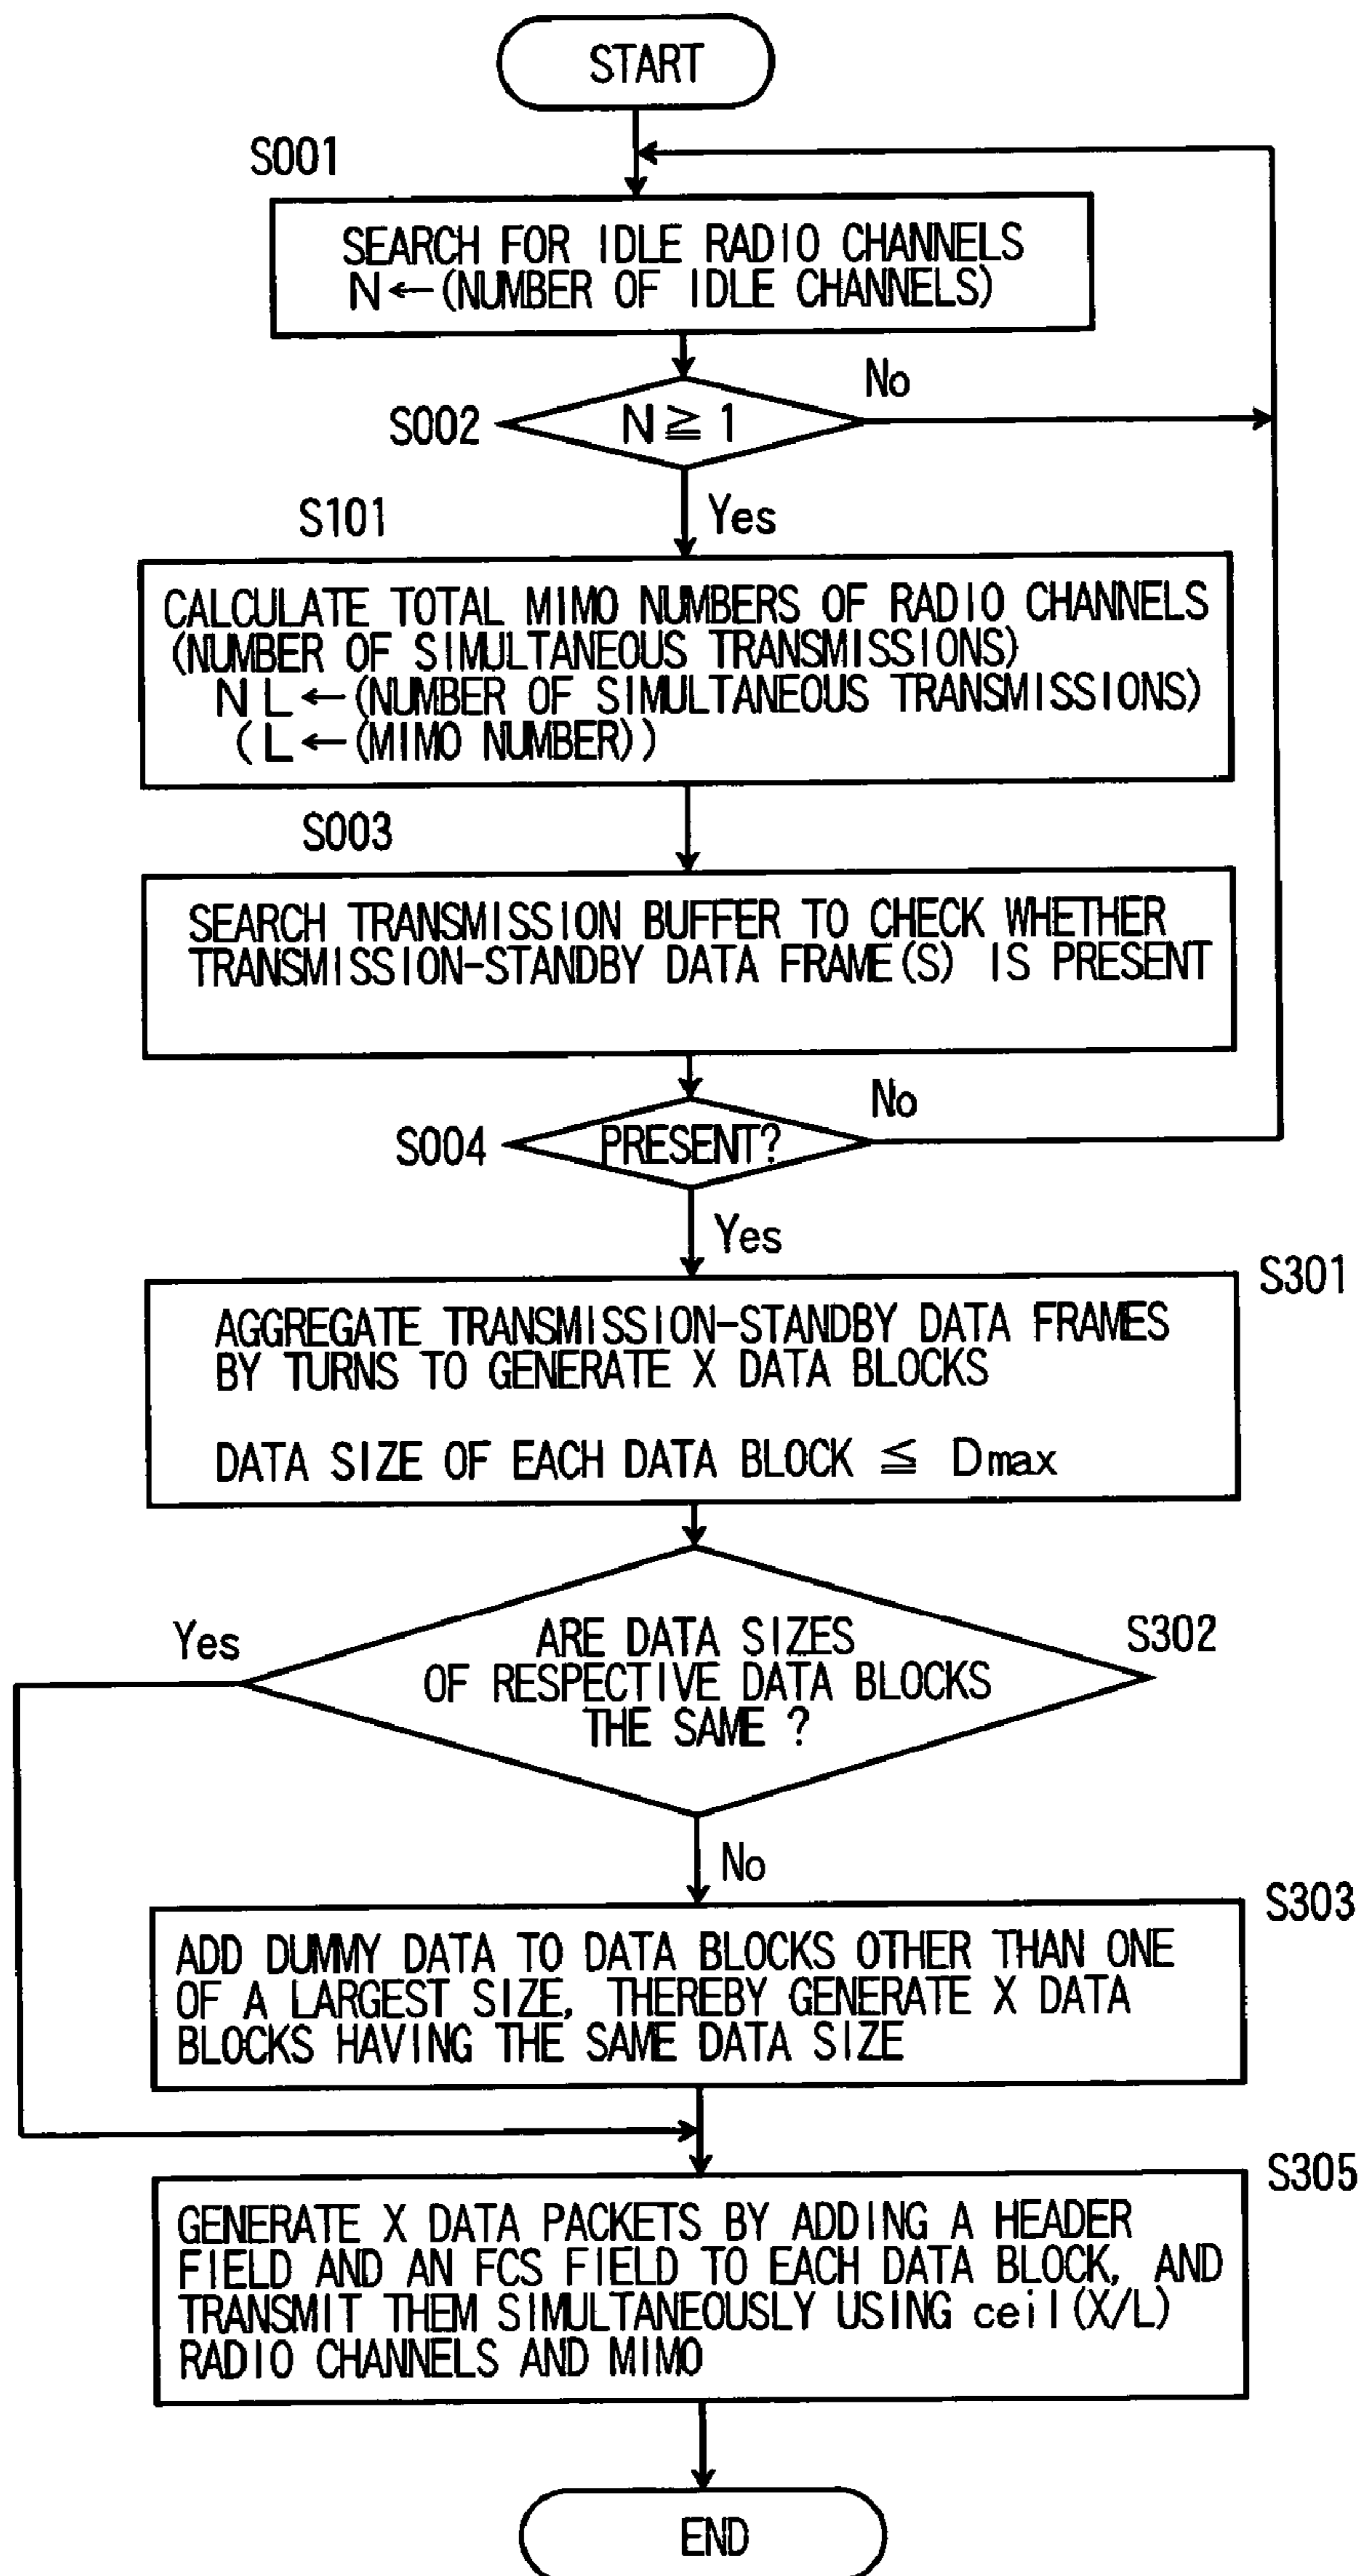 START
S001
SEARCH FOR IDLE RADIO CHANNELS
N←(NUMBER OF IDLE CHANNELS)
No
S002
N≧1
Yes
S101
CALCULATE TOTAL MIMO NUMBERS OF RADIO CHANNELS
(NUMBER OF SIMULTANEOUS TRANSMISSIONS)
NL←(NUMBER OF SIMULTANEOUS TRANSMISSIONS)
(L←(MIMO NUMBER))
S003
SEARCH TRANSMISSION BUFFER TO CHECK WHETHER
TRANSMISSION-STANDBY DATA FRAME(S) IS PRESENT
No
S004
PRESENT?
Yes
S301
AGGREGATE TRANSMISSION-STANDBY DATA FRAMES
BY TURNS TO GENERATE X DATA BLOCKS
DATA SIZE OF EACH DATA BLOCK ≦ Dmax
Yes
S302
ARE DATA SIZES
OF RESPECTIVE DATA BLOCKS
THE SAME ?
No
S303
ADD DUMMY DATA TO DATA BLOCKS OTHER THAN ONE
OF A LARGEST SIZE, THEREBY GENERATE X DATA
BLOCKS HAVING THE SAME DATA SIZE
S305
GENERATE X DATA PACKETS BY ADDING A HEADER
FIELD AND AN FCS FIELD TO EACH DATA BLOCK, AND
TRANSMIT THEM SIMULTANEOUSLY USING ceil(X/L)
RADIO CHANNELS AND MIMO
END